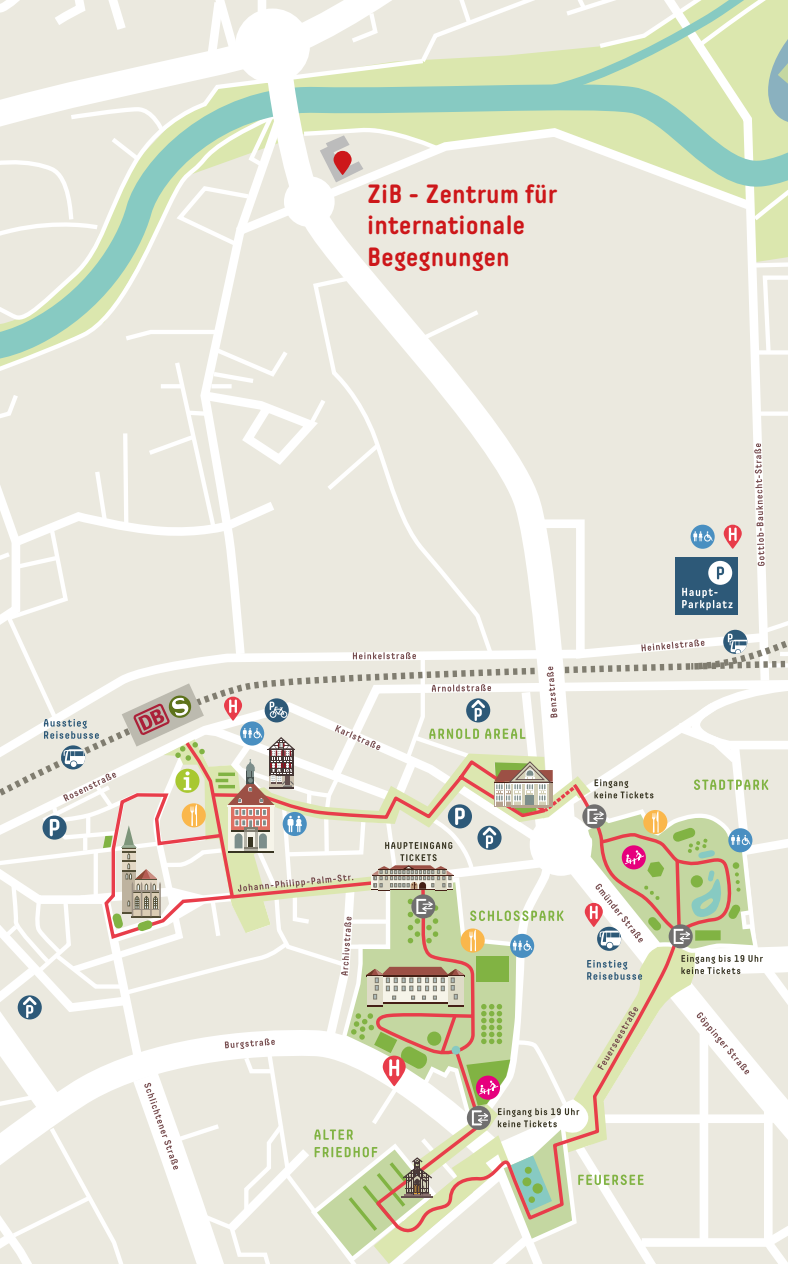 ZiB - Zentrum für
internationale
Begegnungen
Gottlob-Bauknecht-Straße
H
P
Haupt-
Parkplatz
P
Heinkelstraße
Heinkelstraße
DB
S
H
P
Arnoldstraße
Benzstraße
P
ARNOLD AREAL
Ausstieg
Reisebusse
Karlstraße
Rosenstraße
i
Eingang
keine Tickets
STADTPARK
P
P
P
HAUPTEINGANG
TICKETS
Johann-Philipp-Palm-Str.
Gmünder Straße
SCHLOSSPARK
H
Archivstraße
Einstieg
Reisebusse
Eingang bis 19 Uhr
keine Tickets
P
Feuerseestraße
Göppinger Straße
Burgstraße
H
Schlichtener Straße
Eingang bis 19 Uhr
keine Tickets
ALTER
FRIEDHOF
FEUERSEE